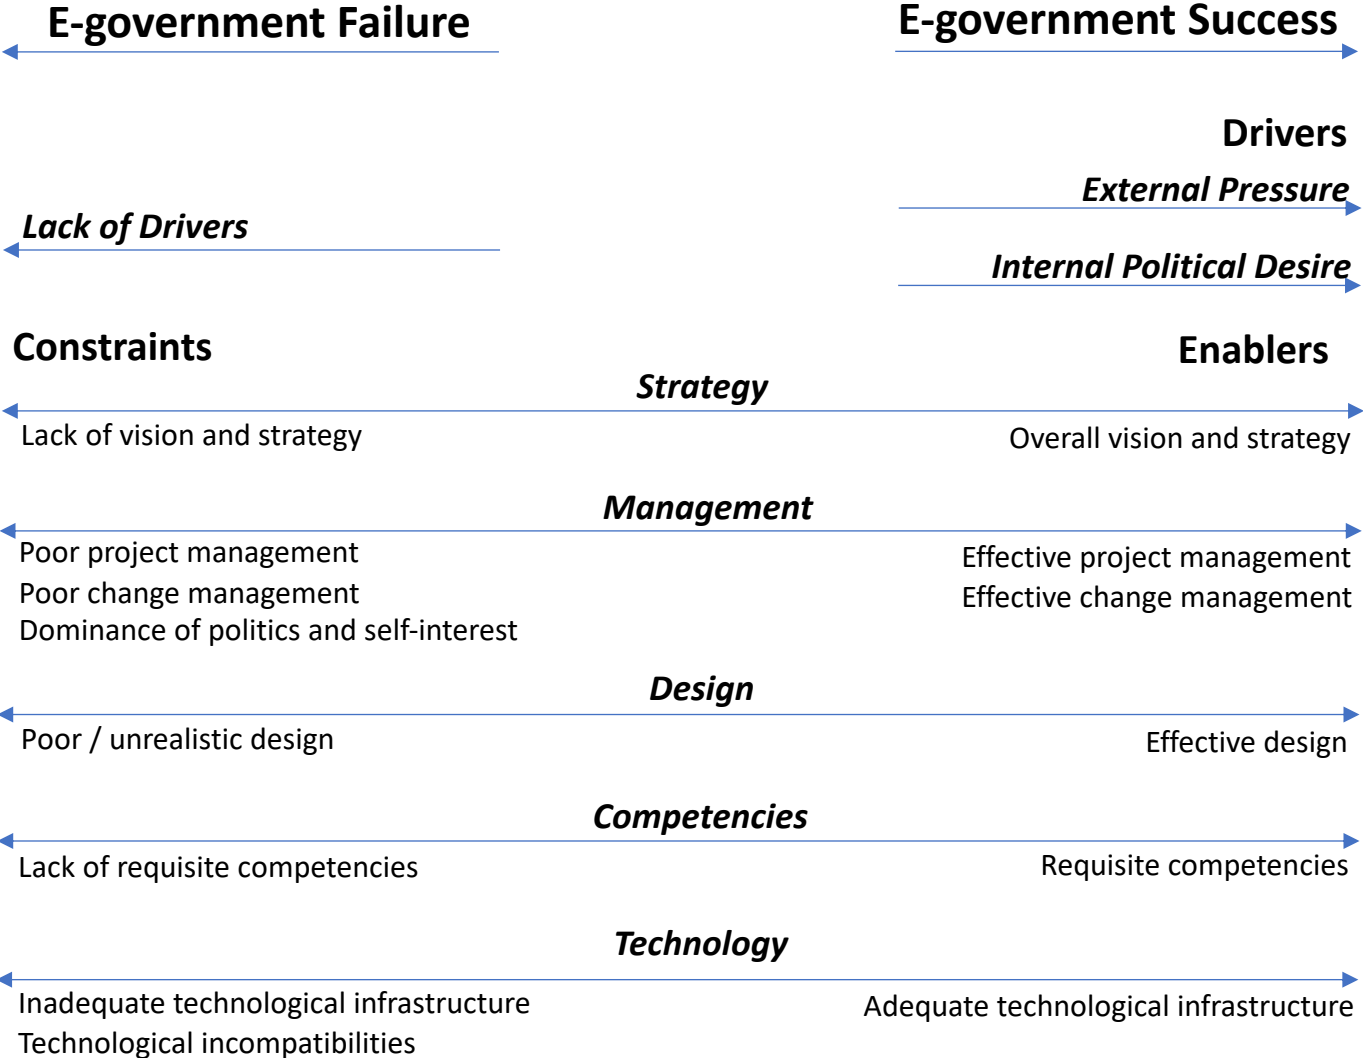 E-government Failure
E-government Success
Drivers
External Pressure
Lack of Drivers
Internal Political Desire
Constraints
Enablers
Strategy
Lack of vision and strategy
Overall vision and strategy
Management
Poor project management
Effective project management
Poor change management
Effective change management
Dominance of politics and self-interest
Design
Poor / unrealistic design
Effective design
Competencies
Lack of requisite competencies
Requisite competencies
Technology
Inadequate technological infrastructure
Adequate technological infrastructure
Technological incompatibilities